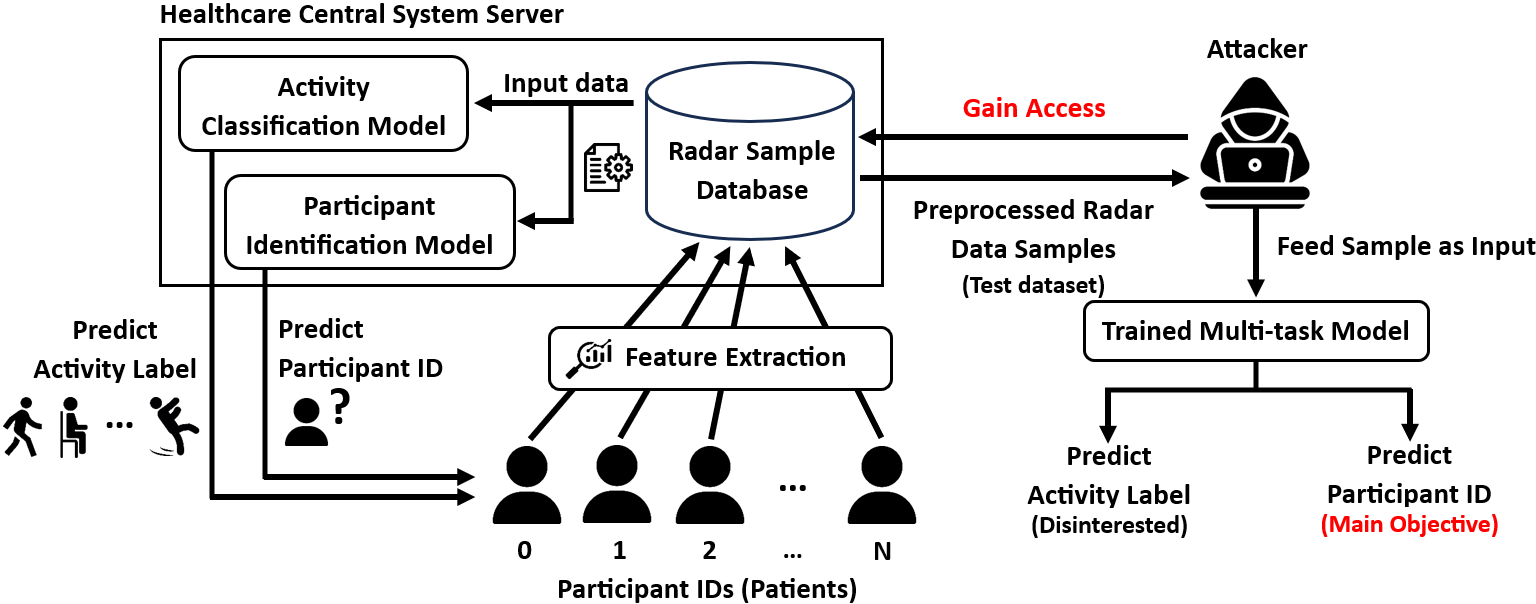 Healthcare Central System Server
Activity
Classification Model
Input data
Radar Sample
Database
Participant
Identification Model
Attacker
Gain Access
Preprocessed Radar
Data Samples
(Test dataset)
Feed Sample as Input
Trained Multi-task Model
Predict
Activity Label
(Disinterested)
Predict
Participant ID
(Main Objective)
Predict
Activity Label
...
Predict
Participant ID
?
Feature Extraction
...
0 1 2 ... N
Participant IDs (Patients)